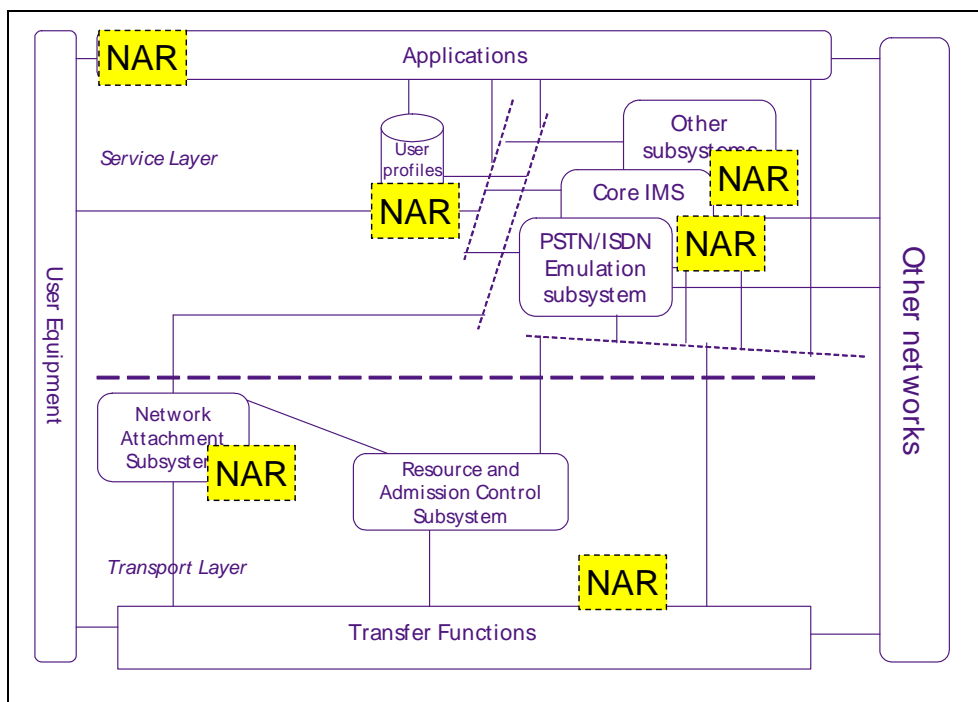 NAR
Applications
Service Layer
User
profiles
NAR
Other
subsystems
NAR
Core IMS
NAR
PSTN/ISDN
Emulation
subsystem
User Equipment
Other networks
Network
Attachment
Subsystem
NAR
Resource and
Admission Control
Subsystem
Transport Layer
NAR
Transfer Functions